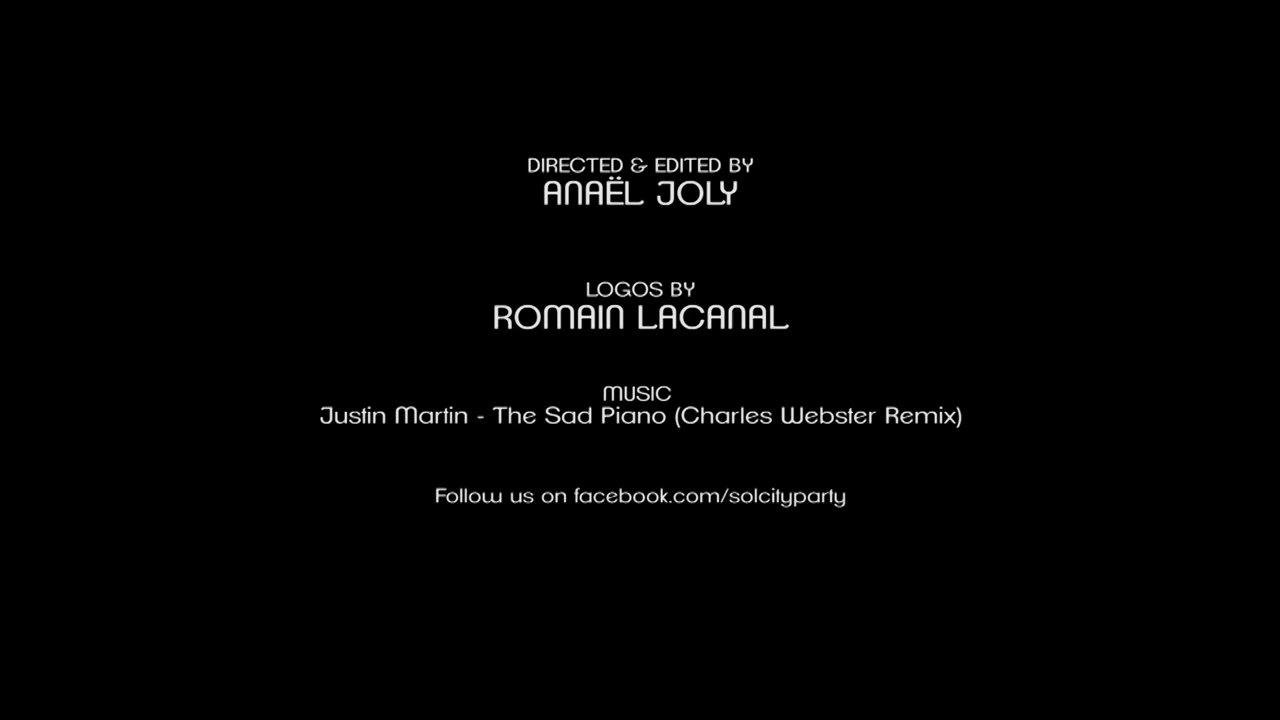 DIRECTED & EDITED BY
ANAËL JOLY
LOGOS BY
ROMAIN LACANAL
MUSIC
Justin Martin - The Sad Piano (Charles Webster Remix)
Follow us on facebook.com/solcityparty